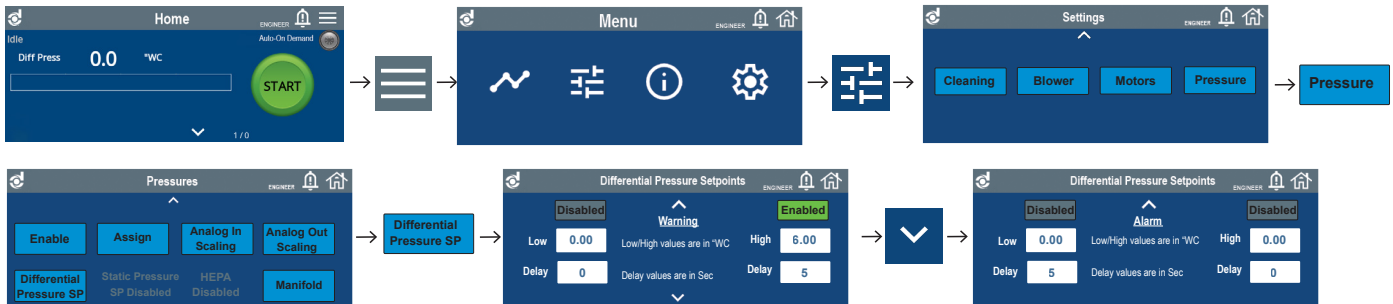 Home
ENGINEER
Idle
Auto-On Demand
Diff Press 0.0 "WC
START
1 / 0
Menu
ENGINEER
Settings
ENGINEER
Cleaning Blower Motors Pressure
Pressure
Pressures
ENGINEER
Enable Assign Analog In Scaling Analog Out Scaling
Differential Pressure SP Static Pressure SP Disabled HEPA Disabled Manifold
Differential
Pressure SP
Differential Pressure Setpoints
ENGINEER
Disabled Warning Enabled
Low 0.00 Low/High values are in "WC High 6.00
Delay 0 Delay values are in Sec Delay 5
Differential Pressure Setpoints
ENGINEER
Disabled Alarm Disabled
Low 0.00 Low/High values are in "WC High 0.00
Delay 5 Delay values are in Sec Delay 0